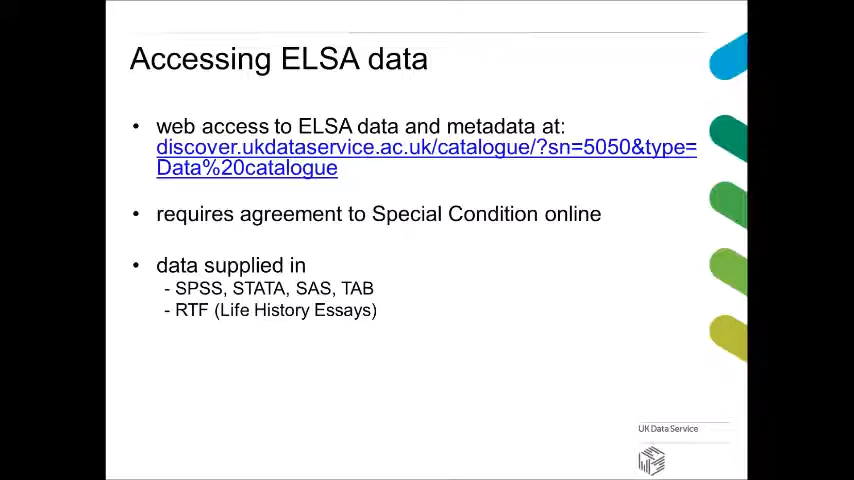 Accessing ELSA data
• web access to ELSA data and metadata at:
discover.ukdataservice.ac.uk/catalogue/?sn=5050&type=
Data%20catalogue
• requires agreement to Special Condition online
• data supplied in
- SPSS, STATA, SAS, TAB
- RTF (Life History Essays)
UK Data Service